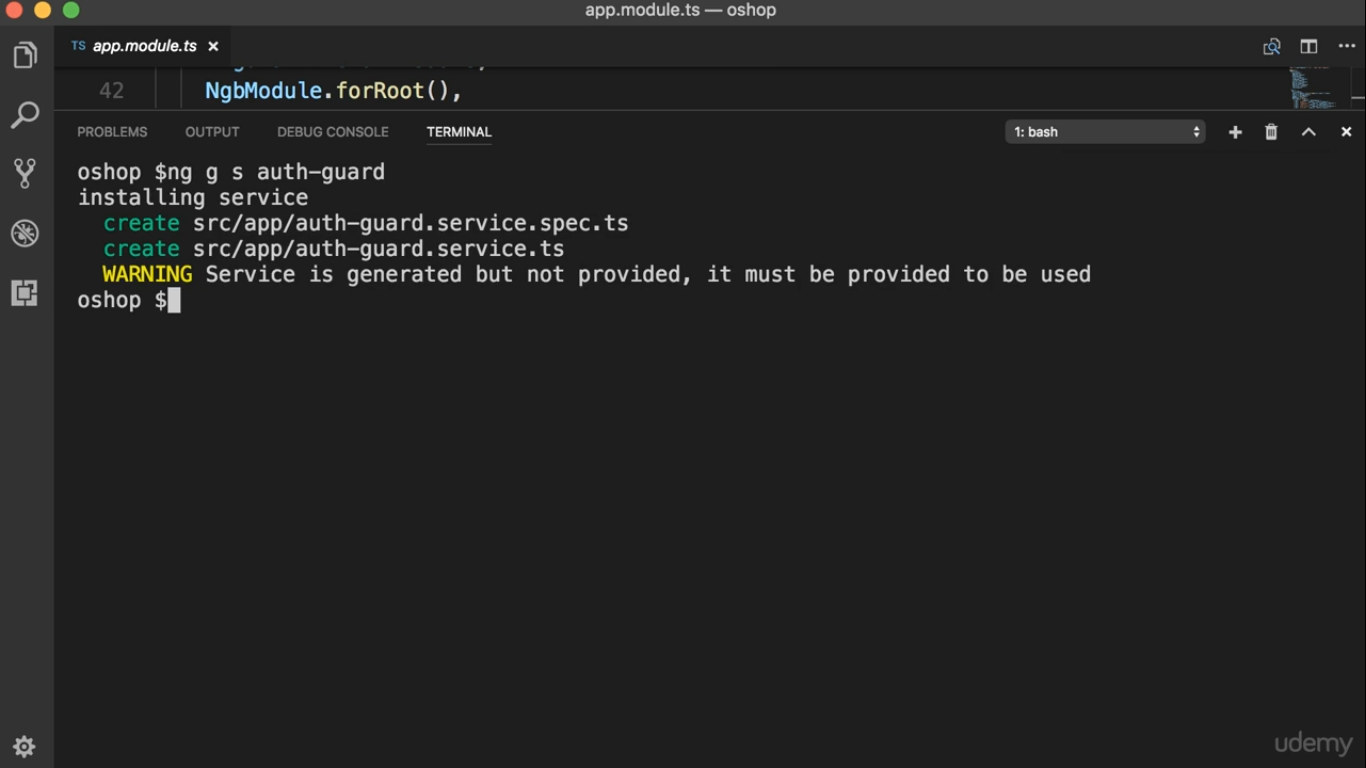 app.module.ts — oshop
TS app.module.ts ×
42 NgbModule.forRoot(),
PROBLEMS OUTPUT DEBUG CONSOLE TERMINAL 1: bash
oshop $ng g s auth-guard
installing service
create src/app/auth-guard.service.spec.ts
create src/app/auth-guard.service.ts
WARNING Service is generated but not provided, it must be provided to be used
oshop $
udemy